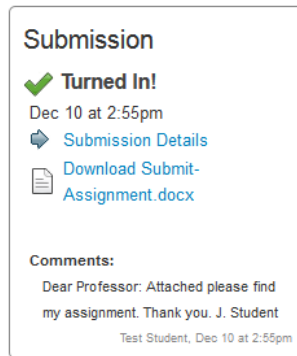 Submission
Turned In!
Dec 10 at 2:55pm
Submission Details
Download Submit-
Assignment.docx
Comments:
Dear Professor: Attached please find
my assignment. Thank you. J. Student
Test Student, Dec 10 at 2:55pm